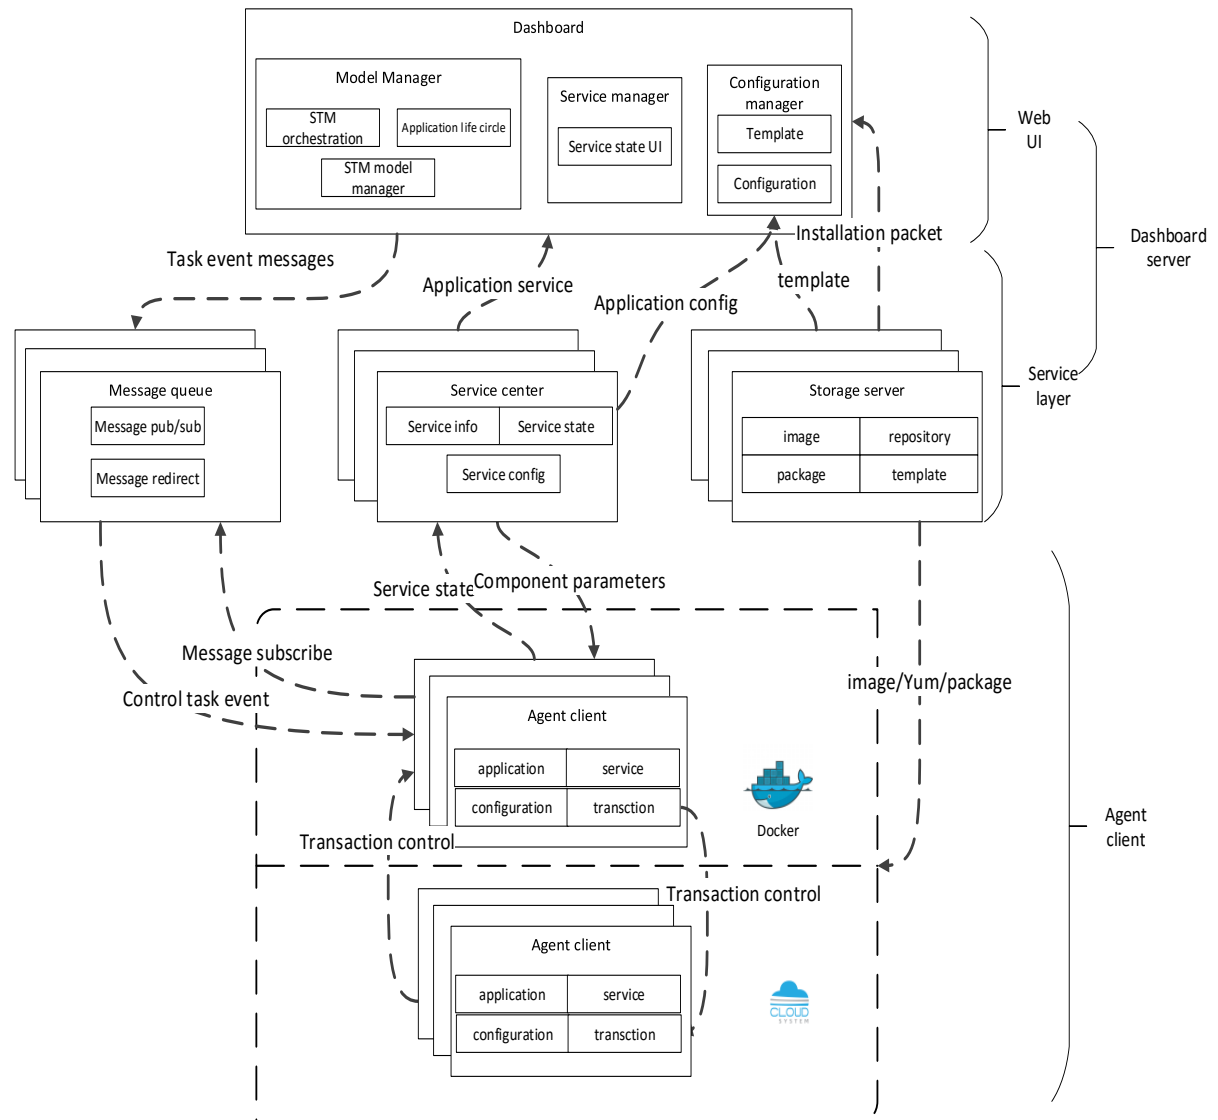 Dashboard
Model Manager
STM
orchestration
Application life circle
STM model
manager
Service manager
Service state UI
Configuration
manager
Template
Configuration
Web
UI
Dashboard
server
Installation packet
Task event messages
Application service
Application config
template
Message queue
Message pub/sub
Message redirect
Service center
Service info
Service state
Service config
Storage server
image
repository
package
template
Service
layer
Service state
Component parameters
Message subscribe
Control task event
image/Yum/package
Agent client
application
service
configuration
transction
Docker
Transaction control
Transaction control
Agent client
application
service
configuration
transction
CLOUD
SYSTEM
Agent
client